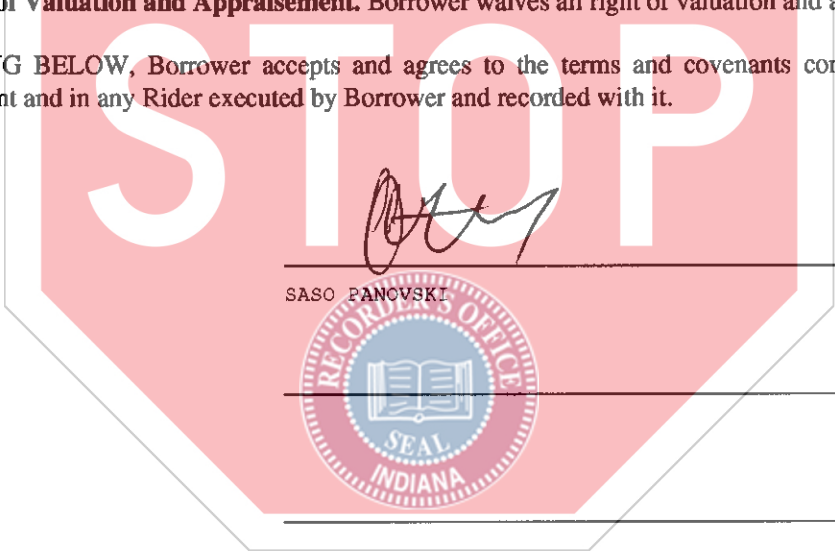 of Valuation and Appraisement. Borrower waives all right of valuation and a
G BELOW, Borrower accepts and agrees to the terms and covenants con
nt and in any Rider executed by Borrower and recorded with it.
STOP
SASO PANOVSKI
RECORDER'S OFFICE
SEAL
INDIANA